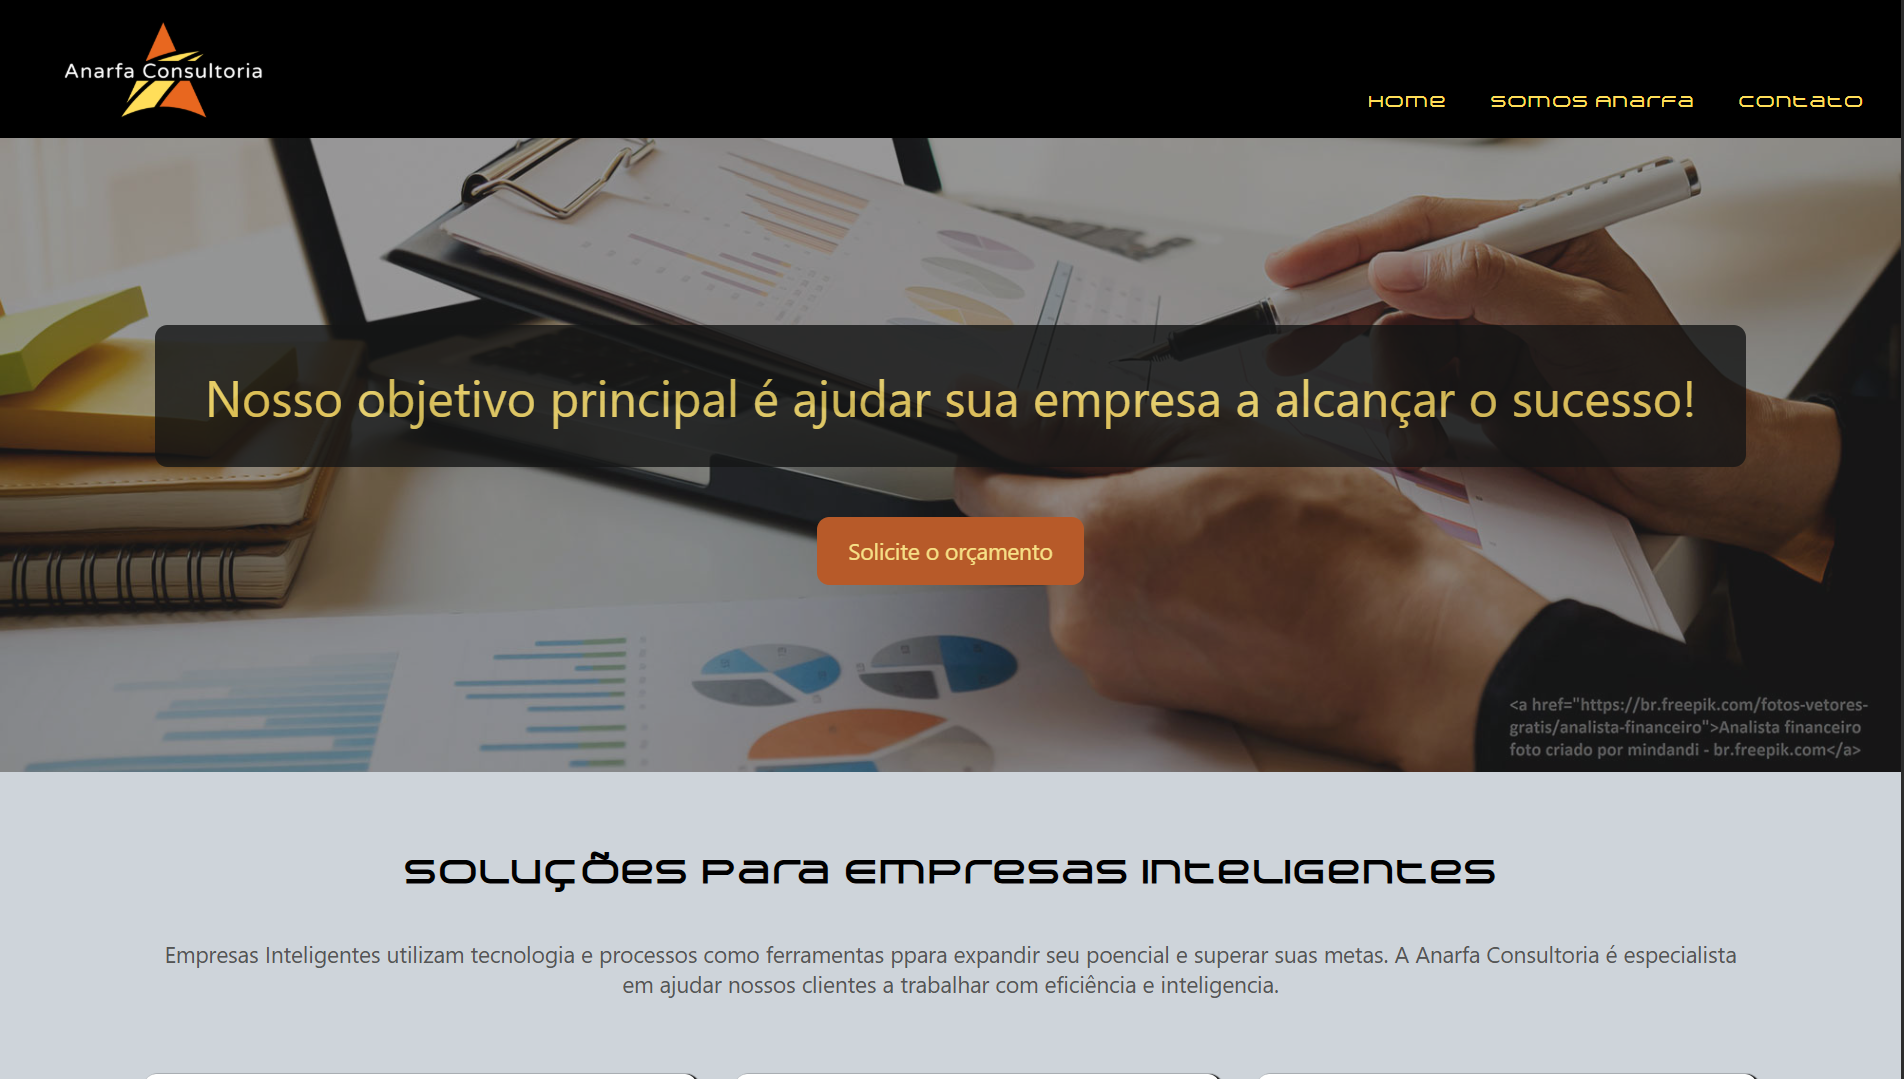 Anarfa Consultoria
Home
Somos Anarfa
Contato
Nosso objetivo principal é ajudar sua empresa a alcançar o sucesso!
Solicite o orçamento
<a href="https://br.freepik.com/fotos-vetores-
gratis/analista-financeiro">Analista financeiro
foto criado por mindandi - br.freepik.com</a>
Soluções para Empresas Inteligentes
Empresas Inteligentes utilizam tecnologia e processos como ferramentas ppara expandir seu poencial e superar suas metas. A Anarfa Consultoria é especialista
em ajudar nossos clientes a trabalhar com eficiência e inteligencia.